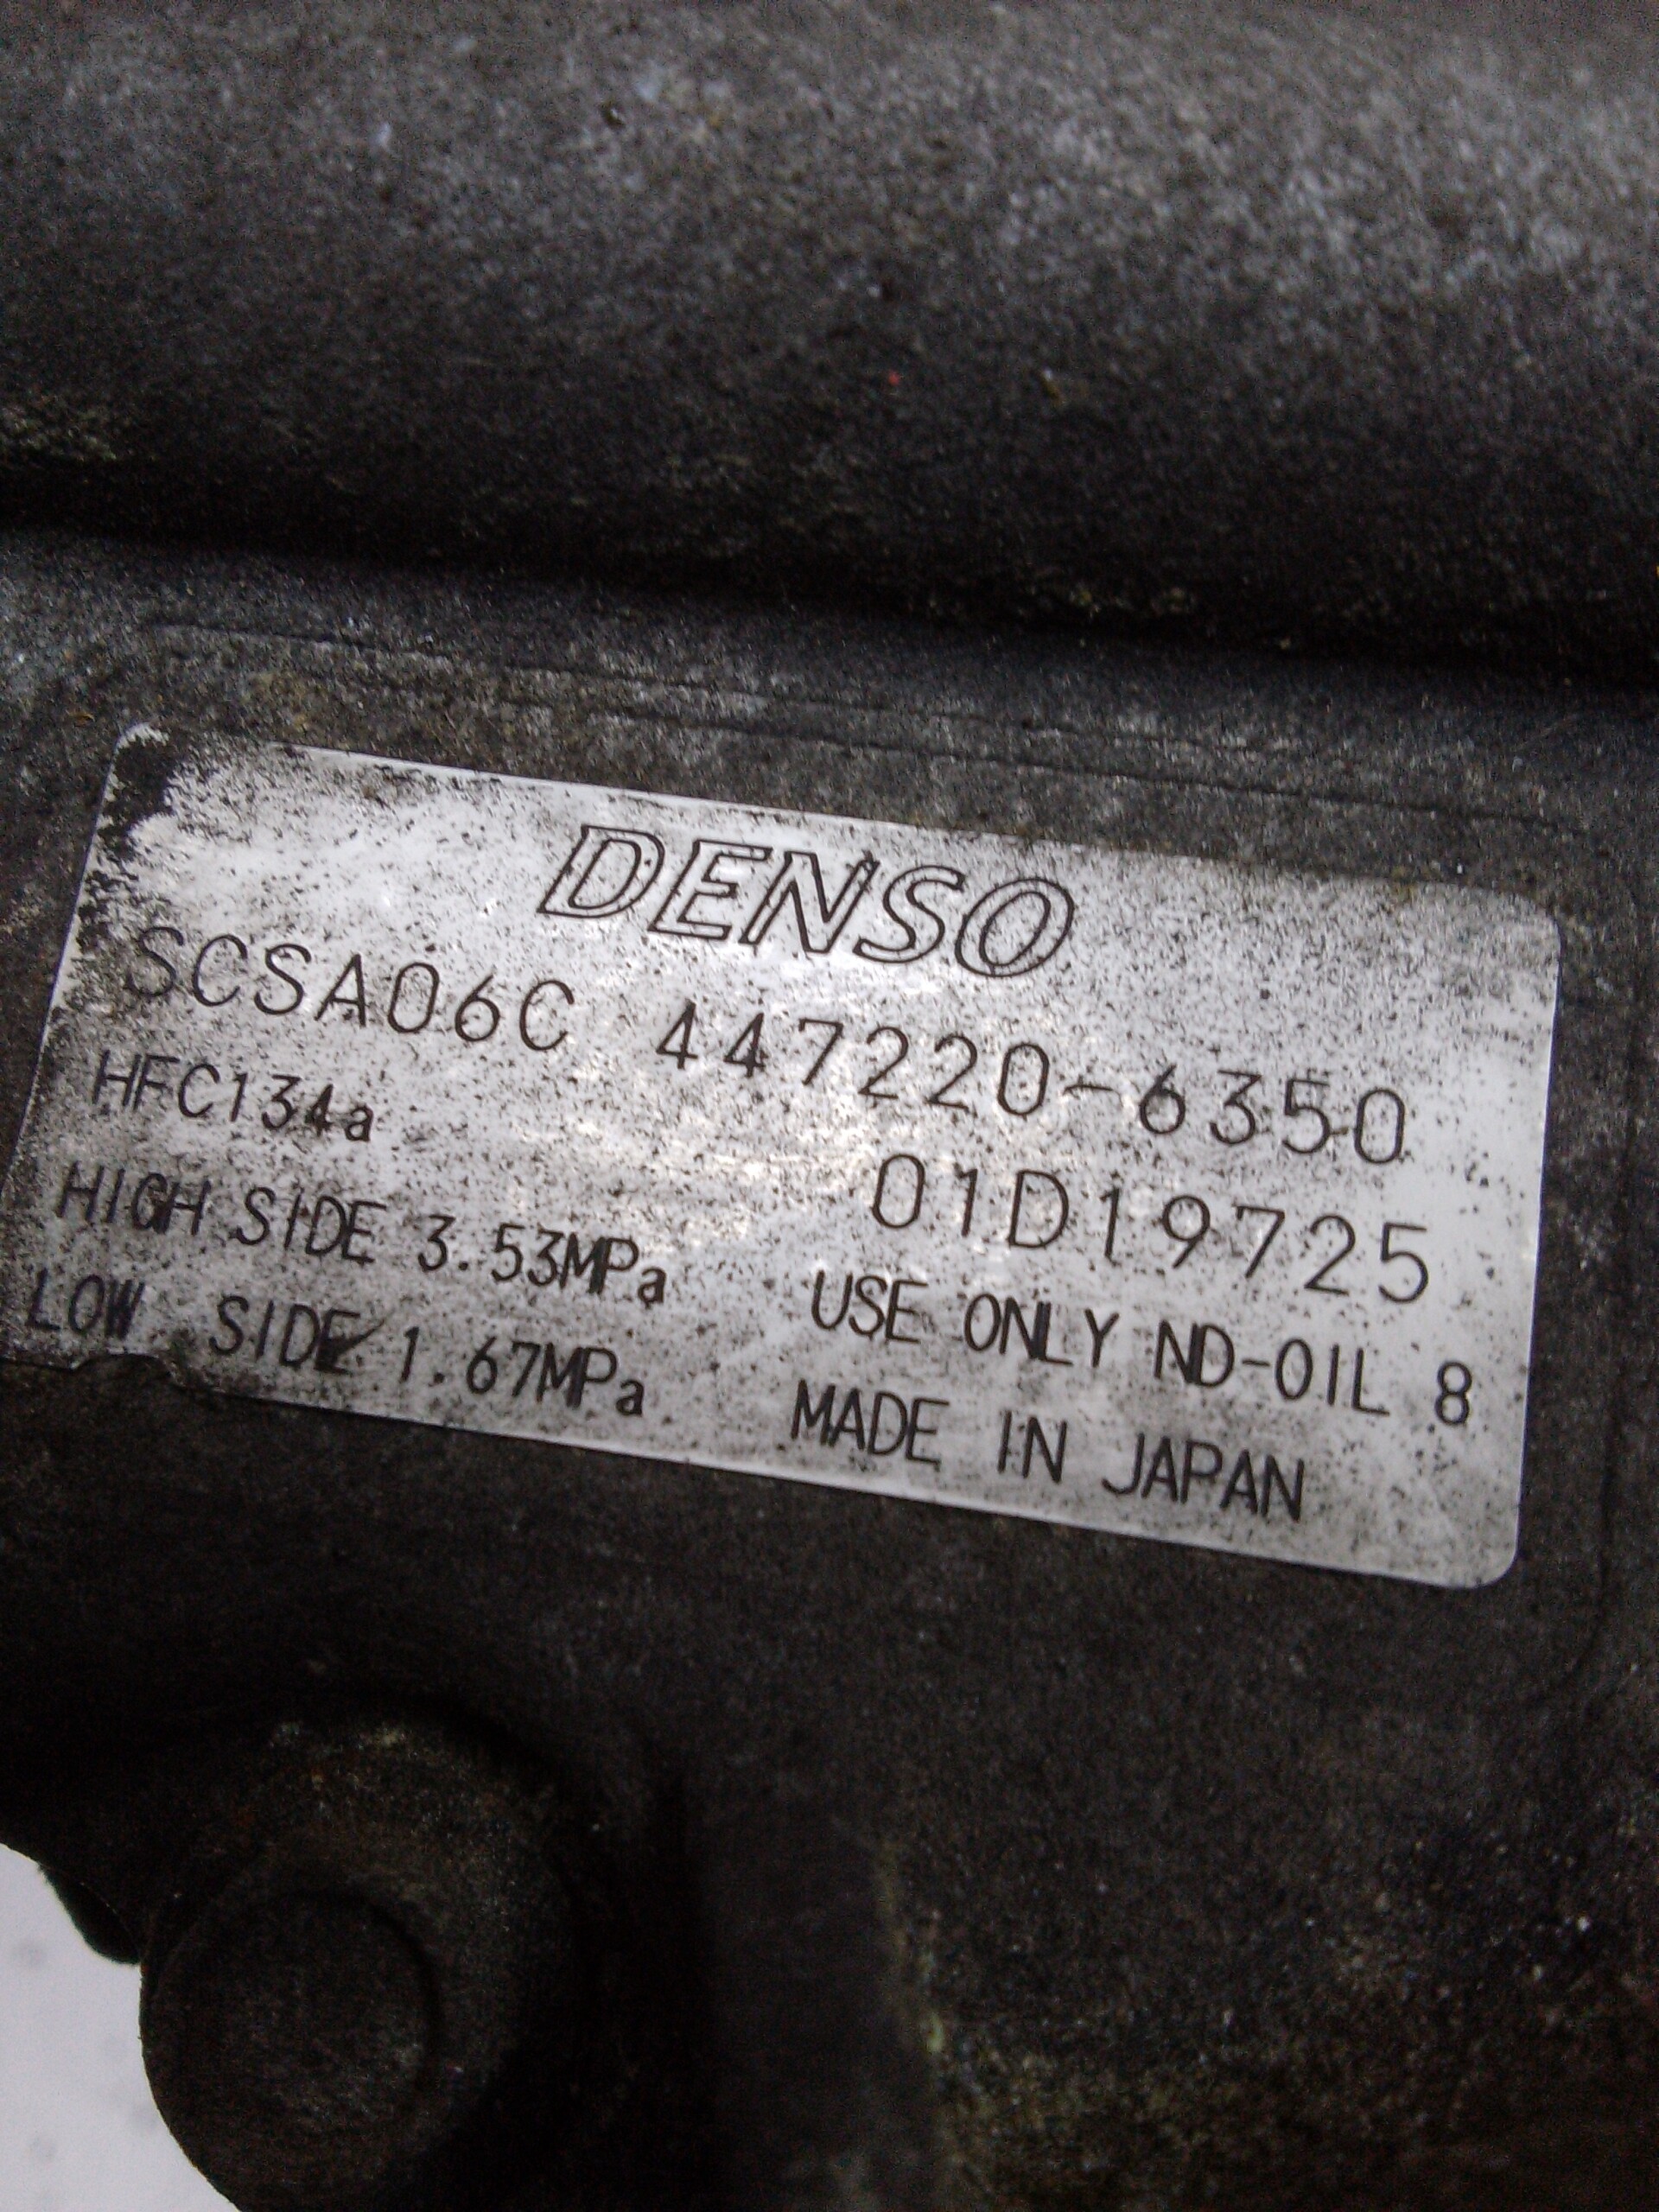 DENSO
SCSA06C 447220-6350
HFC134a 01D19725
HIGH SIDE 3.53MPa USE ONLY ND-OIL 8
LOW SIDE 1.67MPa MADE IN JAPAN